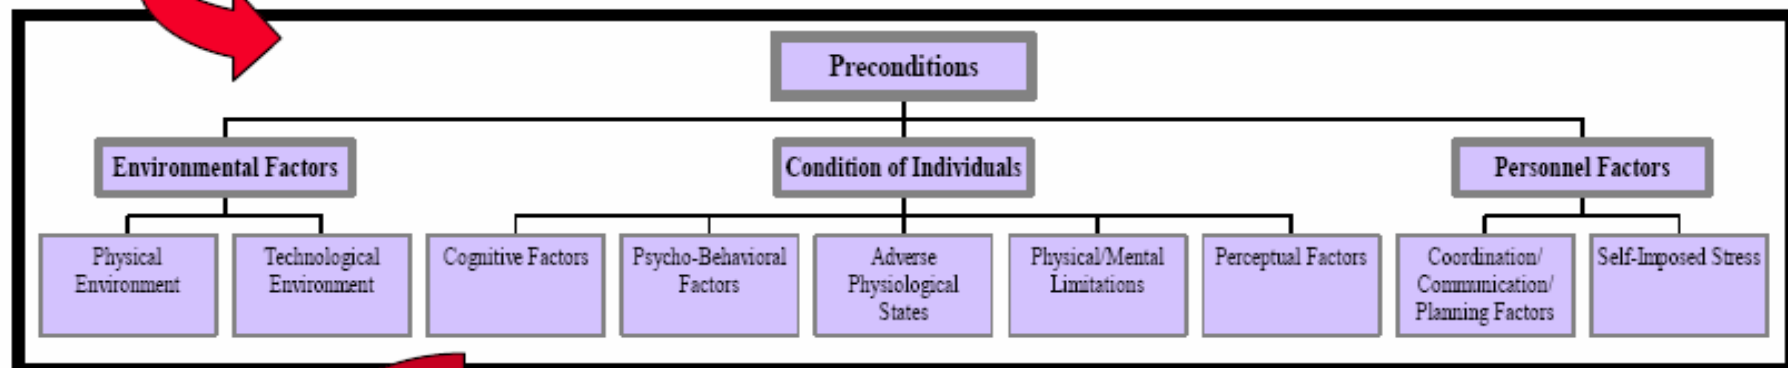 Preconditions
Environmental Factors
Condition of Individuals
Personnel Factors
Physical
Environment
Technological
Environment
Cognitive Factors
Psycho-Behavioral
Factors
Adverse
Physiological
States
Physical/Mental
Limitations
Perceptual Factors
Coordination/
Communication/
Planning Factors
Self-Imposed Stress